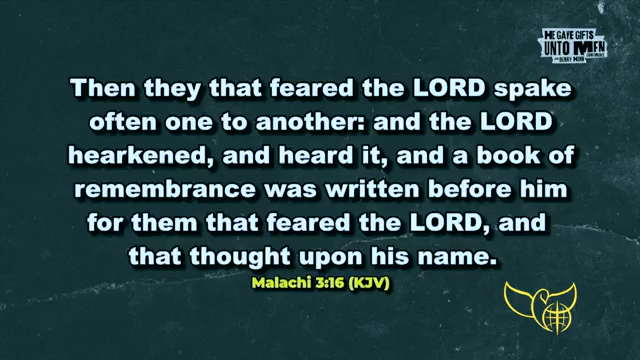 HE GAVE GIFTS
UNTO MEN
Then they that feared the LORD spake
often one to another: and the LORD
hearkened, and heard it, and a book of
remembrance was written before him
for them that feared the LORD, and
that thought upon his name.
Malachi 3:16 (KJV)